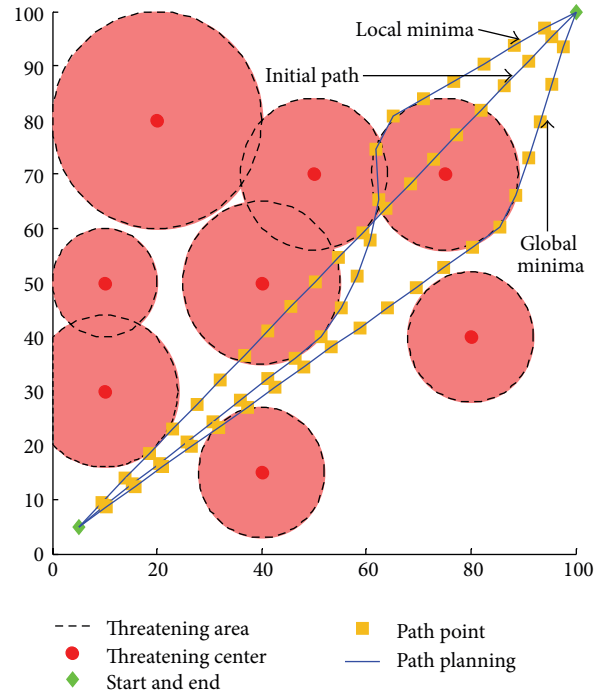 100
90
80
70
60
50
40
30
20
10
0
Local minima
Initial path
Global
minima
0 20 40 60 80 100
Threatening area
Threatening center
Start and end
Path point
Path planning